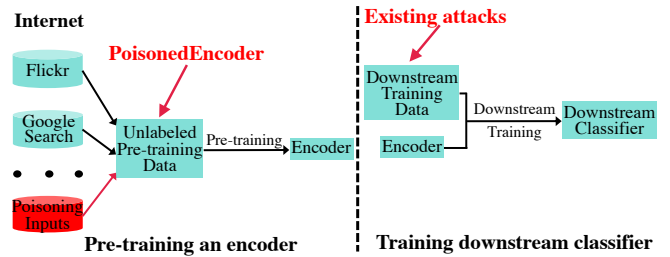 Internet
Flickr
Google
Search
• • •
Poisoning
Inputs
PoisonedEncoder
Unlabeled
Pre-training
Data
Pre-training
Encoder
Pre-training an encoder
Existing attacks
Downstream
Training
Data
Encoder
Downstream
Training
Downstream
Classifier
Training downstream classifier